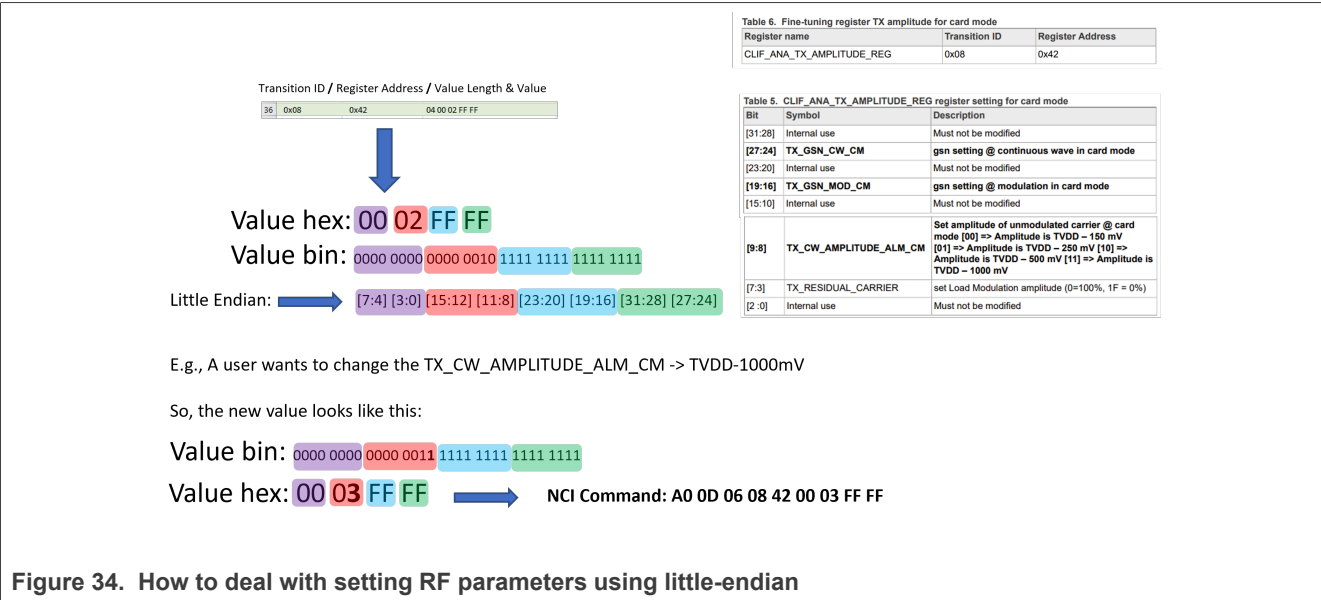 Table 6. Fine-tuning register TX amplitude for card mode
Register name Transition ID Register Address
CLIF_ANA_TX_AMPLITUDE_REG 0x08 0x42
Transition ID / Register Address / Value Length & Value
36 0x08 0x42 04 00 02 FF FF
Table 5. CLIF_ANA_TX_AMPLITUDE_REG register setting for card mode
Bit Symbol Description
[31:28] Internal use Must not be modified
[27:24] TX_GSN_CW_CM gsn setting @ continuous wave in card mode
[23:20] Internal use Must not be modified
[19:16] TX_GSN_MOD_CM gsn setting @ modulation in card mode
[15:10] Internal use Must not be modified
[9:8] TX_CW_AMPLITUDE_ALM_CM
Set amplitude of unmodulated carrier @ card
mode [00] => Amplitude is TVDD – 150 mV
[01] => Amplitude is TVDD – 250 mV [10] =>
Amplitude is TVDD – 500 mV [11] => Amplitude is
TVDD – 1000 mV
[7:3] TX_RESIDUAL_CARRIER set Load Modulation amplitude (0=100%, 1F = 0%)
[2 :0] Internal use Must not be modified
Value hex: 00 02 FF FF
Value bin: 0000 0000 0000 0010 1111 1111 1111 1111
Little Endian: [7:4] [3:0] [15:12] [11:8] [23:20] [19:16] [31:28] [27:24]
E.g., A user wants to change the TX_CW_AMPLITUDE_ALM_CM -> TVDD-1000mV
So, the new value looks like this:
Value bin: 0000 0000 0000 0011 1111 1111 1111 1111
Value hex: 00 03 FF FF NCI Command: A0 0D 06 08 42 00 03 FF FF
Figure 34. How to deal with setting RF parameters using little-endian